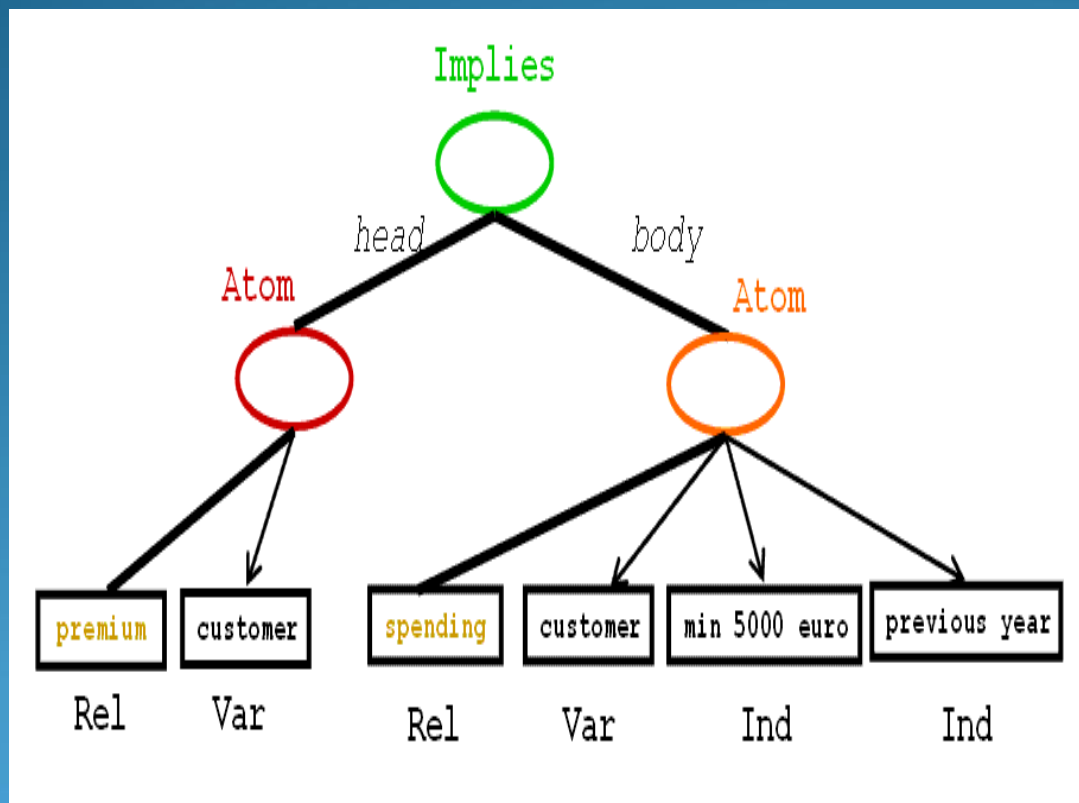 Implies
head
body
Atom
Atom
premium
customer
spending
customer
min 5000 euro
previous year
Rel
Var
Rel
Var
Ind
Ind